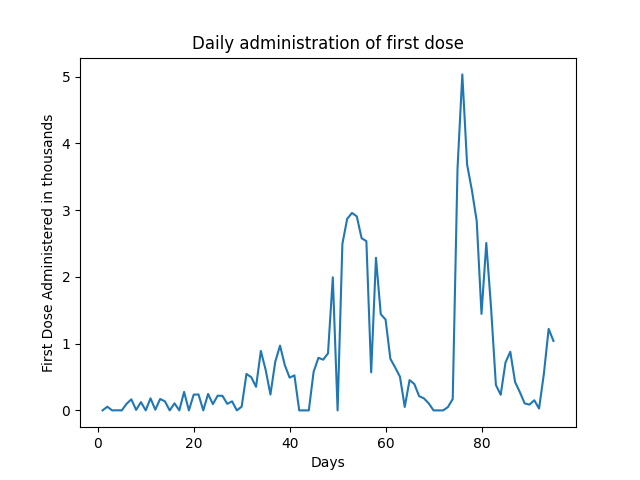 Daily administration of first dose
First Dose Administered in thousands
5
4
3
2
1
0
0 20 40 60 80
Days